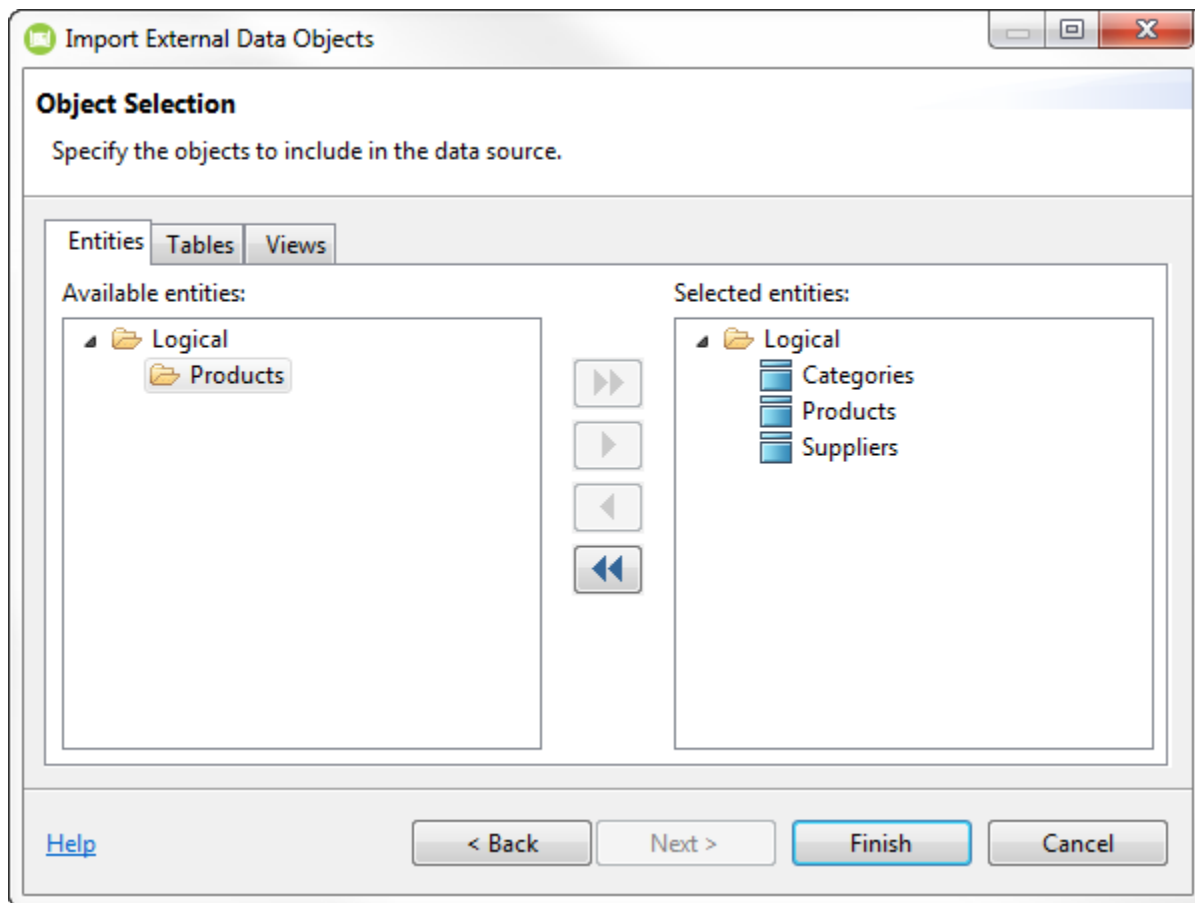 Import External Data Objects
Object Selection
Specify the objects to include in the data source.
Entities Tables Views
Available entities: Selected entities:
Logical Logical
Products Categories
Products
Suppliers
Help < Back Next > Finish Cancel